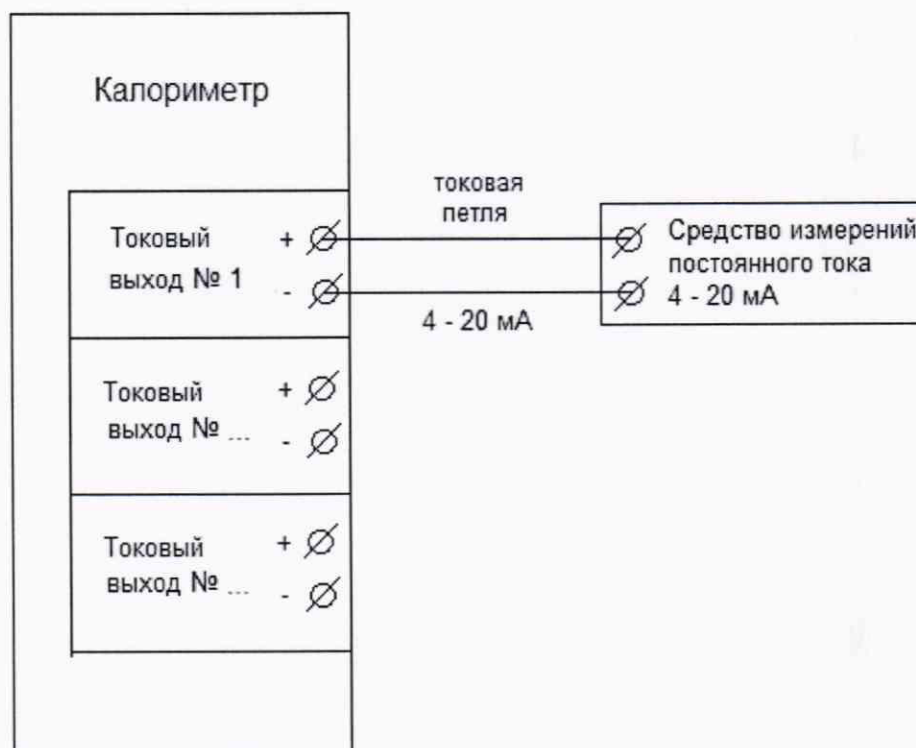 Калориметр
токовая
петля
Токовый +
выход № 1 -
Средство измерений
постоянного тока
4 - 20 мА
4 - 20 мА
Токовый +
выход № ... -
Токовый +
выход № ... -